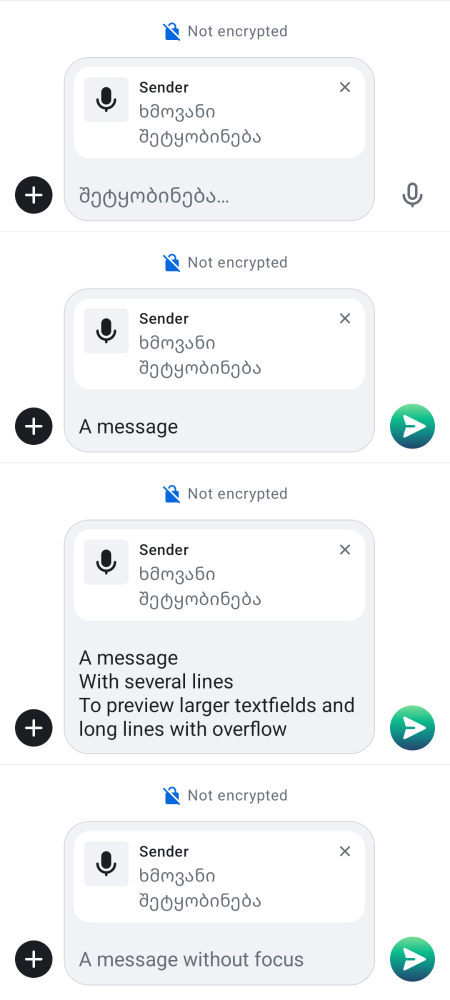 Not encrypted
Sender
ხმოვანი
შეტყობინება
შეტყობინება…
Not encrypted
Sender
ხმოვანი
შეტყობინება
A message
Not encrypted
Sender
ხმოვანი
შეტყობინება
A message
With several lines
To preview larger textfields and
long lines with overflow
Not encrypted
Sender
ხმოვანი
შეტყობინება
A message without focus